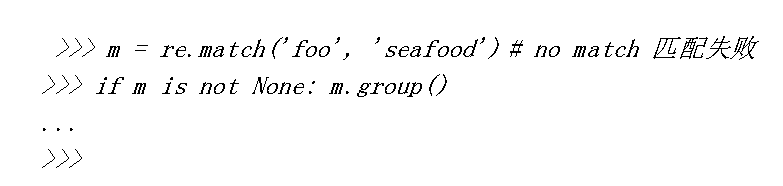 >>> m = re.match('foo', 'seafood') # no match 匹配失败
>>> if m is not None: m.group()
...
>>>